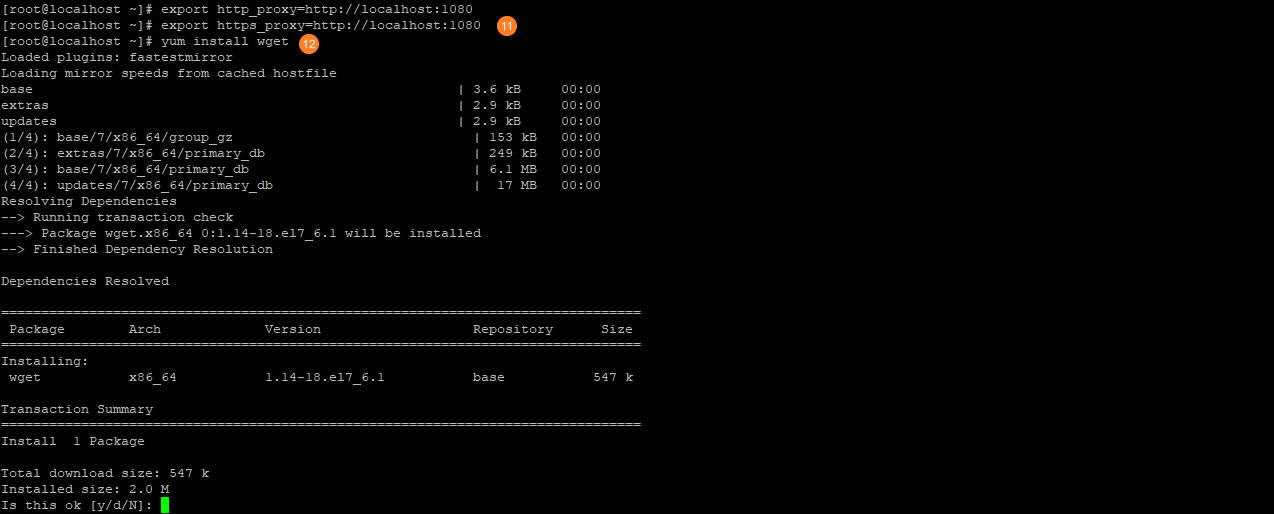 [root@localhost ~]# export http_proxy=http://localhost:1080
[root@localhost ~]# export https_proxy=http://localhost:1080 11
[root@localhost ~]# yum install wget 12
Loaded plugins: fastestmirror
Loading mirror speeds from cached hostfile
base | 3.6 kB 00:00
extras | 2.9 kB 00:00
updates | 2.9 kB 00:00
(1/4): base/7/x86_64/group_gz | 153 kB 00:00
(2/4): extras/7/x86_64/primary_db | 249 kB 00:00
(3/4): base/7/x86_64/primary_db | 6.1 MB 00:00
(4/4): updates/7/x86_64/primary_db | 17 MB 00:00
Resolving Dependencies
--> Running transaction check
---> Package wget.x86_64 0:1.14-18.el7_6.1 will be installed
--> Finished Dependency Resolution
Dependencies Resolved
================================================================================
Package Arch Version Repository Size
================================================================================
Installing:
wget x86_64 1.14-18.el7_6.1 base 547 k
Transaction Summary
================================================================================
Install 1 Package
Total download size: 547 k
Installed size: 2.0 M
Is this ok [y/d/N]: